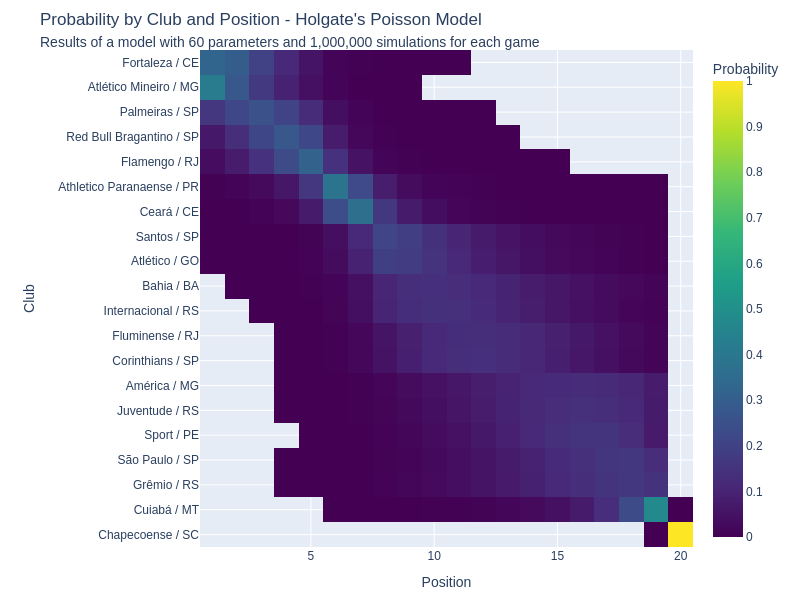 Probability by Club and Position - Holgate's Poisson Model
Results of a model with 60 parameters and 1,000,000 simulations for each game
Probability
Fortaleza / CE
Atlético Mineiro / MG
Palmeiras / SP
Red Bull Bragantino / SP
Flamengo / RJ
Athletico Paranaense / PR
Ceará / CE
Santos / SP
Atlético / GO
Bahia / BA
Internacional / RS
Fluminense / RJ
Corinthians / SP
América / MG
Juventude / RS
Sport / PE
São Paulo / SP
Grêmio / RS
Cuiabá / MT
Chapecoense / SC
Club
5
10
15
20
Position
1
0.9
0.8
0.7
0.6
0.5
0.4
0.3
0.2
0.1
0